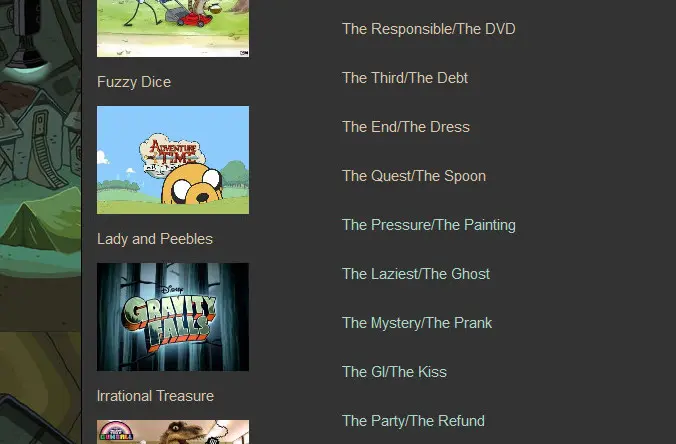 Fuzzy Dice
ADVENTURE
TIME
Lady and Peebles
Disney
GRAVITY
FALLS
Irrational Treasure
GUMBALL
The Responsible/The DVD
The Third/The Debt
The End/The Dress
The Quest/The Spoon
The Pressure/The Painting
The Laziest/The Ghost
The Mystery/The Prank
The GI/The Kiss
The Party/The Refund